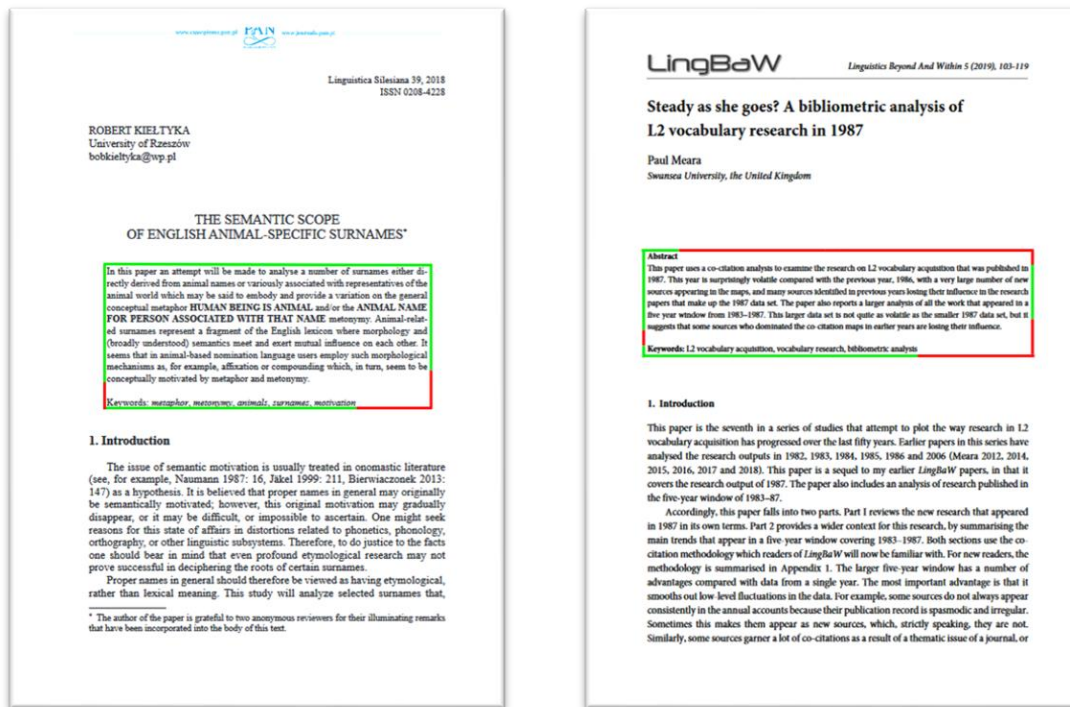 www.czasopisma.pan.pl PAN www.journals.pan.pl
Linguistica Silesiana 39, 2018
ISSN 0208-4228
ROBERT KIEŁTYKA
University of Rzeszów
bobkieltyka@wp.pl
THE SEMANTIC SCOPE
OF ENGLISH ANIMAL-SPECIFIC SURNAMES*
In this paper an attempt will be made to analyse a number of surnames either di-
rectly derived from animal names or variously associated with representatives of the
animal world which may be said to embody and provide a variation on the general
conceptual metaphor HUMAN BEING IS ANIMAL and/or the ANIMAL NAME
FOR PERSON ASSOCIATED WITH THAT NAME metonymy. Animal-relat-
ed surnames represent a fragment of the English lexicon where morphology and
(broadly understood) semantics meet and exert mutual influence on each other. It
seems that in animal-based nomination language users employ such morphological
mechanisms as, for example, affixation or compounding which, in turn, seem to be
conceptually motivated by metaphor and metonymy.
Keywords: metaphor, metonymy, animals, surnames, motivation
1. Introduction
The issue of semantic motivation is usually treated in onomastic literature
(see, for example, Naumann 1987: 16, Jäkel 1999: 211, Bierwiaczonek 2013:
147) as a hypothesis. It is believed that proper names in general may originally
be semantically motivated; however, this original motivation may gradually
disappear, or it may be difficult, or impossible to ascertain. One might seek
reasons for this state of affairs in distortions related to phonetics, phonology,
orthography, or other linguistic subsystems. Therefore, to do justice to the facts
one should bear in mind that even profound etymological research may not
prove successful in deciphering the roots of certain surnames.
Proper names in general should therefore be viewed as having etymological,
rather than lexical meaning. This study will analyze selected surnames that,
* The author of the paper is grateful to two anonymous reviewers for their illuminating remarks
that have been incorporated into the body of this text.
LingBaW
Linguistics Beyond And Within 5 (2019), 103-119
Steady as she goes? A bibliometric analysis of
L2 vocabulary research in 1987
Paul Meara
Swansea University, the United Kingdom
Abstract
This paper uses a co-citation analysis to examine the research on L2 vocabulary acquisition that was published in
1987. This year is surprisingly volatile compared with the previous year, 1986, with a very large number of new
sources appearing in the maps, and many sources identified in previous years losing their influence in the research
papers that make up the 1987 data set. The paper also reports a larger analysis of all the work that appeared in a
five year window from 1983-1987. This larger data set is not quite as volatile as the smaller 1987 data set, but it
suggests that some sources who dominated the co-citation maps in earlier years are losing their influence.
Keywords: L2 vocabulary acquisition, vocabulary research, bibliometric analysis
1. Introduction
This paper is the seventh in a series of studies that attempt to plot the way research in L2
vocabulary acquisition has progressed over the last fifty years. Earlier papers in this series have
analysed the research outputs in 1982, 1983, 1984, 1985, 1986 and 2006 (Meara 2012, 2014,
2015, 2016, 2017 and 2018). This paper is a sequel to my earlier LingBaW papers, in that it
covers the research output of 1987. The paper also includes an analysis of research published in
the five-year window of 1983–87.
Accordingly, this paper falls into two parts. Part 1 reviews the new research that appeared
in 1987 in its own terms. Part 2 provides a wider context for this research, by summarising the
main trends that appear in a five year window covering 1983–1987. Both sections use the co-
citation methodology which readers of LingBaW will now be familiar with. For new readers, the
methodology is summarised in Appendix 1. The larger five-year window has a number of
advantages compared with data from a single year. The most important advantage is that it
smooths out low-level fluctuations in the data. For example, some sources do not always appear
consistently in the annual accounts because their publication record is spasmodic and irregular.
Sometimes this makes them appear as new sources, which, strictly speaking, they are not.
Similarly, some sources garner a lot of co-citations as a result of a thematic issue of a journal, or